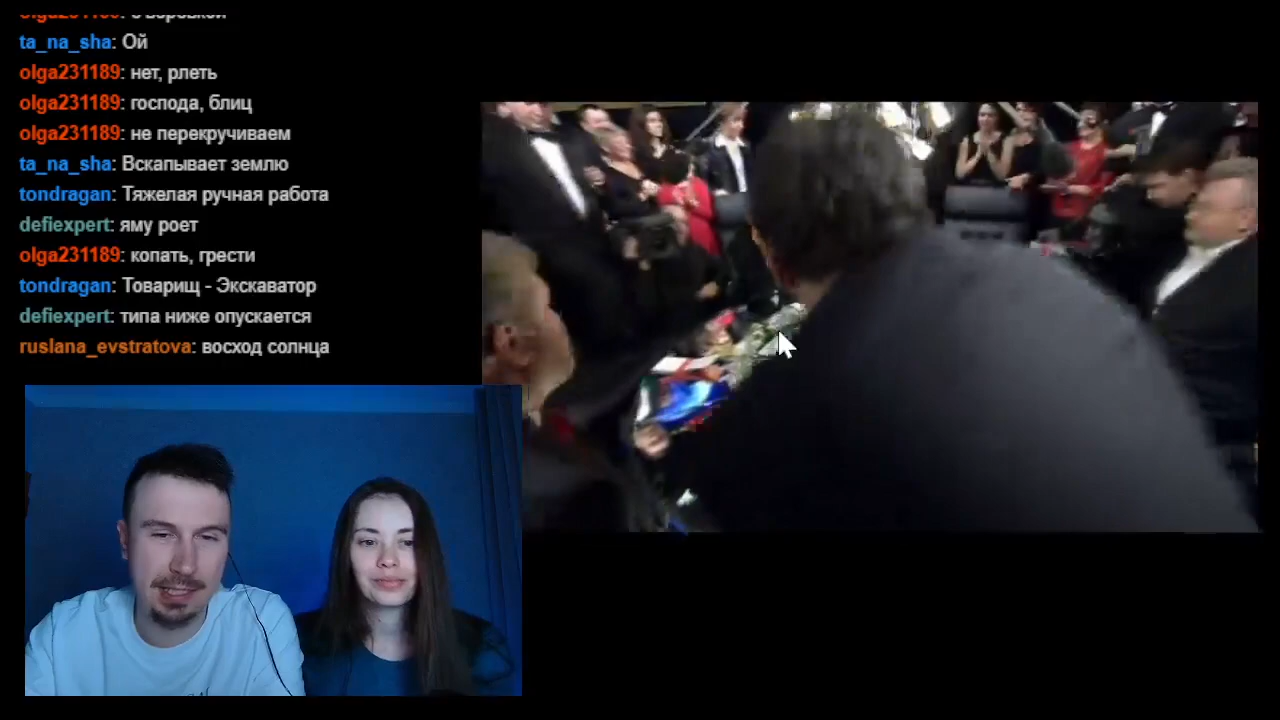 ta_na_sha: Ой
olga231189: нет, рлеть
olga231189: господа, блиц
olga231189: не перекручиваем
ta_na_sha: Вскапывает землю
tondragan: Тяжелая ручная работа
defiexpert: яму роет
olga231189: копать, грести
tondragan: Товарищ - Экскаватор
defiexpert: типа ниже опускается
ruslana_evstratova: восход солнца